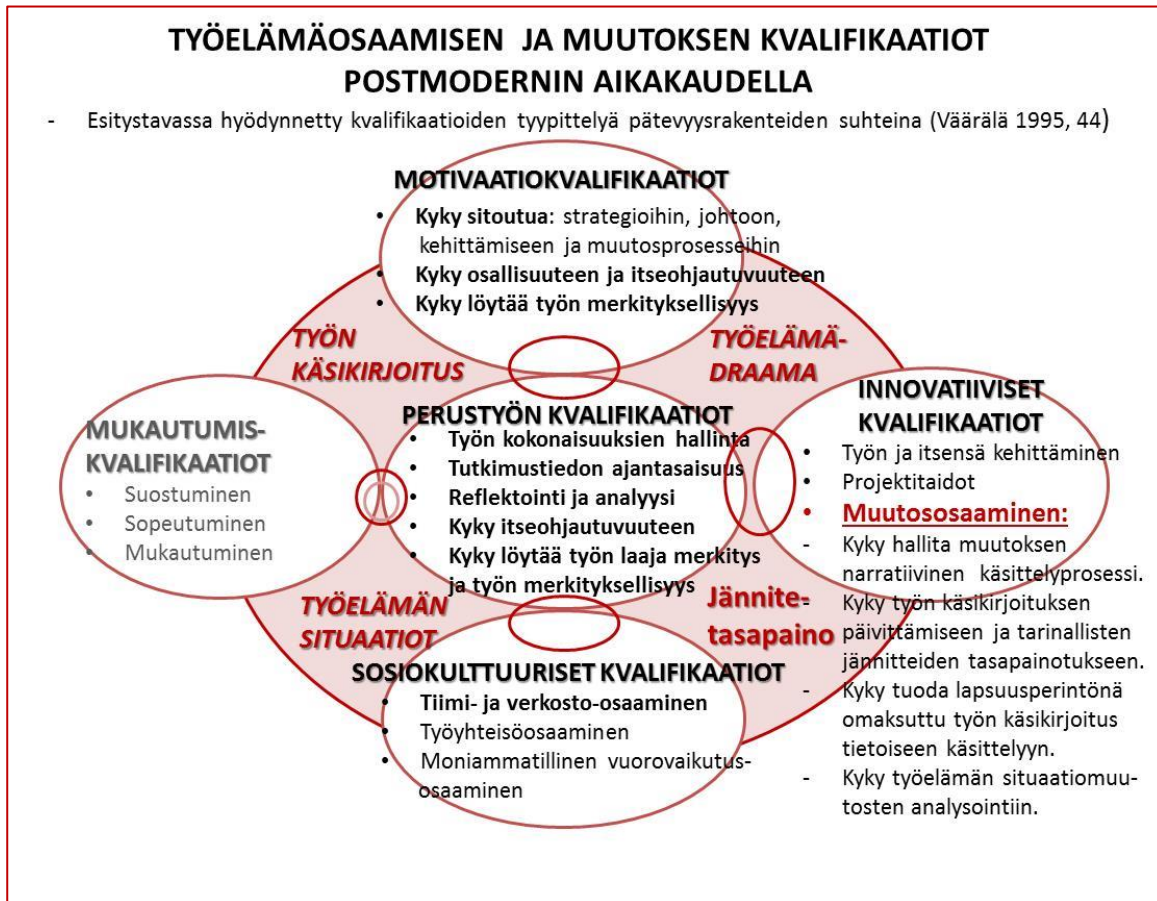 TYÖELÄMÄOSAAMISEN JA MUUTOKSEN KVALIFIKAATIOT
POSTMODERNIN AIKAKAUDELLA
- Esitystavassa hyödynnetty kvalifikaatioiden tyypittelyä pätevyysrakenteiden suhteina (Väärälä 1995, 44)
MOTIVAATIOKVALIFIKAATIOT
• Kyky sitoutua: strategioihin, johtoon,
kehittämiseen ja muutosprosesseihin
• Kyky osallisuuteen ja itseohjautuvuuteen
• Kyky löytää työn merkityksellisyys
TYÖN
KÄSIKIRJOITUS
TYÖELÄMÄ-
DRAAMA
MUKAUTUMIS-
KVALIFIKAATIOT
• Suostuminen
• Sopeutuminen
• Mukautuminen
PERUSTYÖN KVALIFIKAATIOT
• Työn kokonaisuuksien hallinta
• Tutkimustiedon ajantasaisuus
• Reflektointi ja analyysi
• Kyky itseohjautuvuuteen
• Kyky löytää työn laaja merkitys
ja työn merkityksellisyys
INNOVATIIVISET
KVALIFIKAATIOT
• Työn ja itsensä kehittäminen
• Projektitaidot
• Muutososaaminen:
- Kyky hallita muutoksen
narratiivinen käsittelyprosessi.
- Kyky työn käsikirjoituksen
päivittämiseen ja tarinallisten
jännitteiden tasapainotukseen.
- Kyky tuoda lapsuusperintönä
omaksuttu työn käsikirjoitus
tietoiseen käsittelyyn.
- Kyky työelämän situaatiomuu-
tosten analysointiin.
TYÖELÄMÄN
SITUAATIOT
Jännite-
tasapaino
SOSIOKULTTUURISET KVALIFIKAATIOT
• Tiimi- ja verkosto-osaaminen
• Työyhteisöosaaminen
• Moniammatillinen vuorovaikutus-
osaaminen